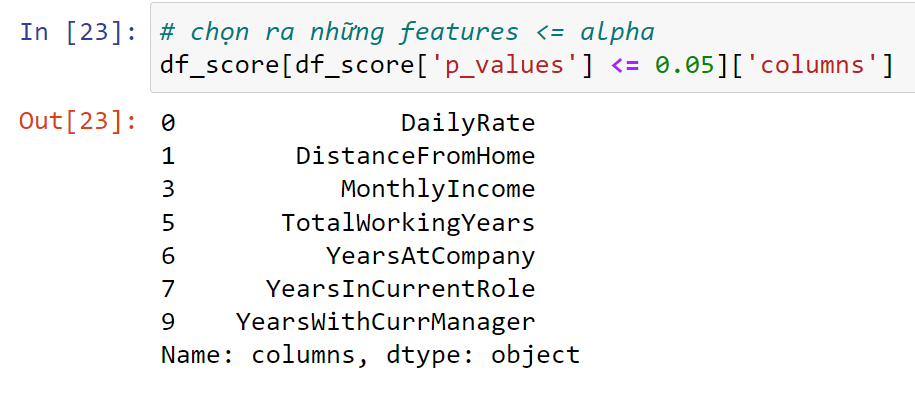 In [23]: # chọn ra những features <= alpha
df_score[df_score['p_values'] <= 0.05]['columns']
Out[23]: 0 DailyRate
1 DistanceFromHome
3 MonthlyIncome
5 TotalWorkingYears
6 YearsAtCompany
7 YearsInCurrentRole
9 YearsWithCurrManager
Name: columns, dtype: object